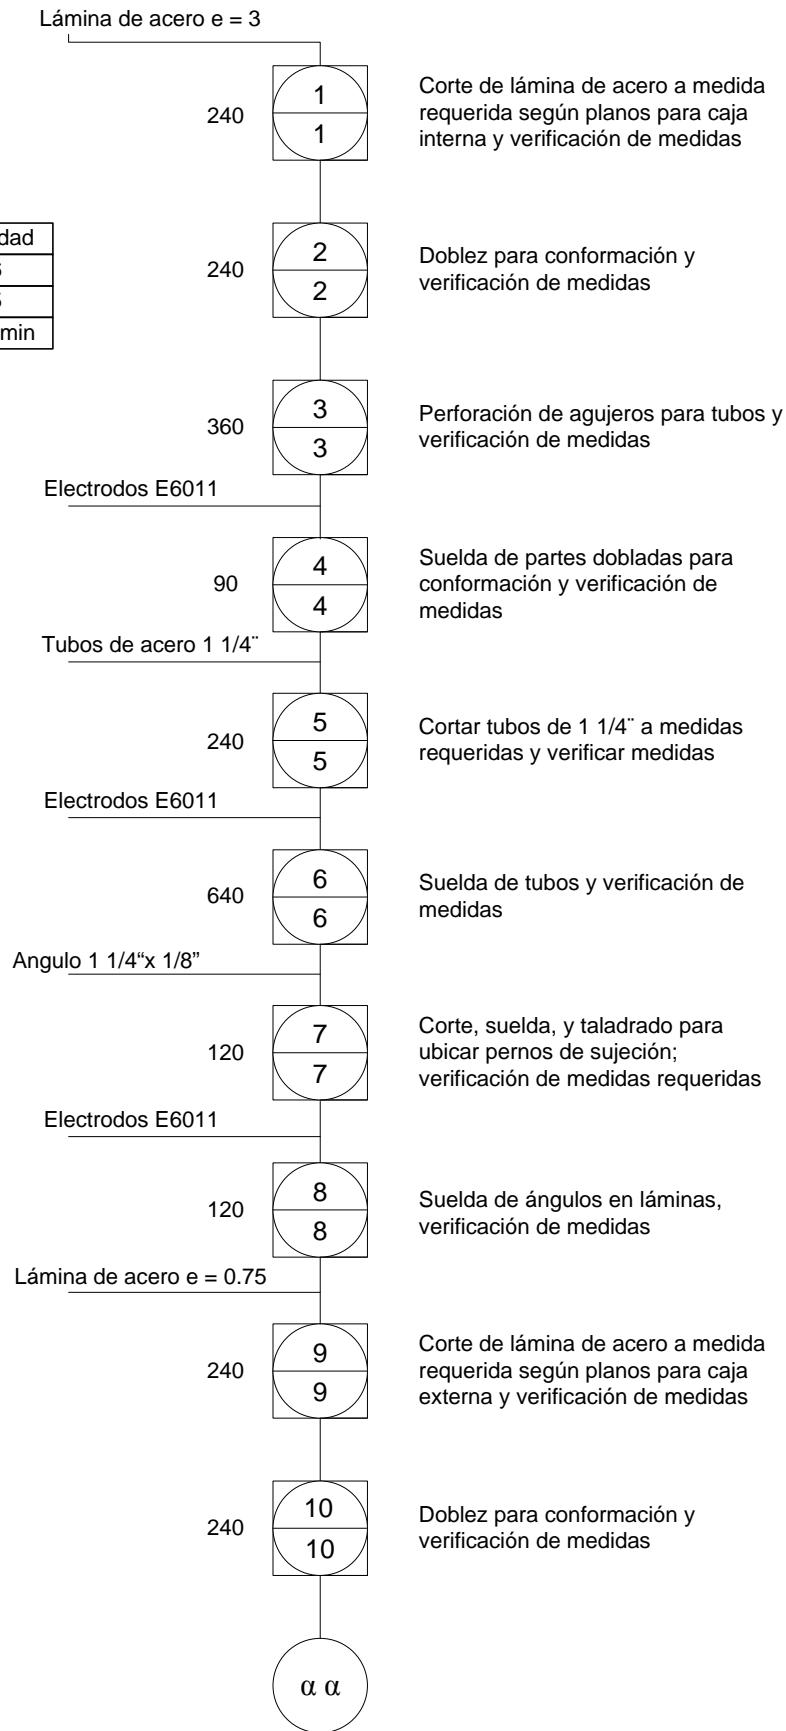 Lámina de acero e = 3
240
1
1
Corte de lámina de acero a medida
requerida según planos para caja
interna y verificación de medidas
240
2
2
Doblez para conformación y
verificación de medidas
min
360
3
3
Perforación de agujeros para tubos y
verificación de medidas
Electrodos E6011
90
4
4
Suelda de partes dobladas para
conformación y verificación de
medidas
Tubos de acero 1 1/4¨
240
5
5
Cortar tubos de 1 1/4¨ a medidas
requeridas y verificar medidas
Electrodos E6011
640
6
6
Suelda de tubos y verificación de
medidas
Angulo 1 1/4“x 1/8”
120
7
7
Corte, suelda, y taladrado para
ubicar pernos de sujeción;
verificación de medidas requeridas
Electrodos E6011
120
8
8
Suelda de ángulos en láminas,
verificación de medidas
Lámina de acero e = 0.75
240
9
9
Corte de lámina de acero a medida
requerida según planos para caja
externa y verificación de medidas
240
10
10
Doblez para conformación y
verificación de medidas
α α